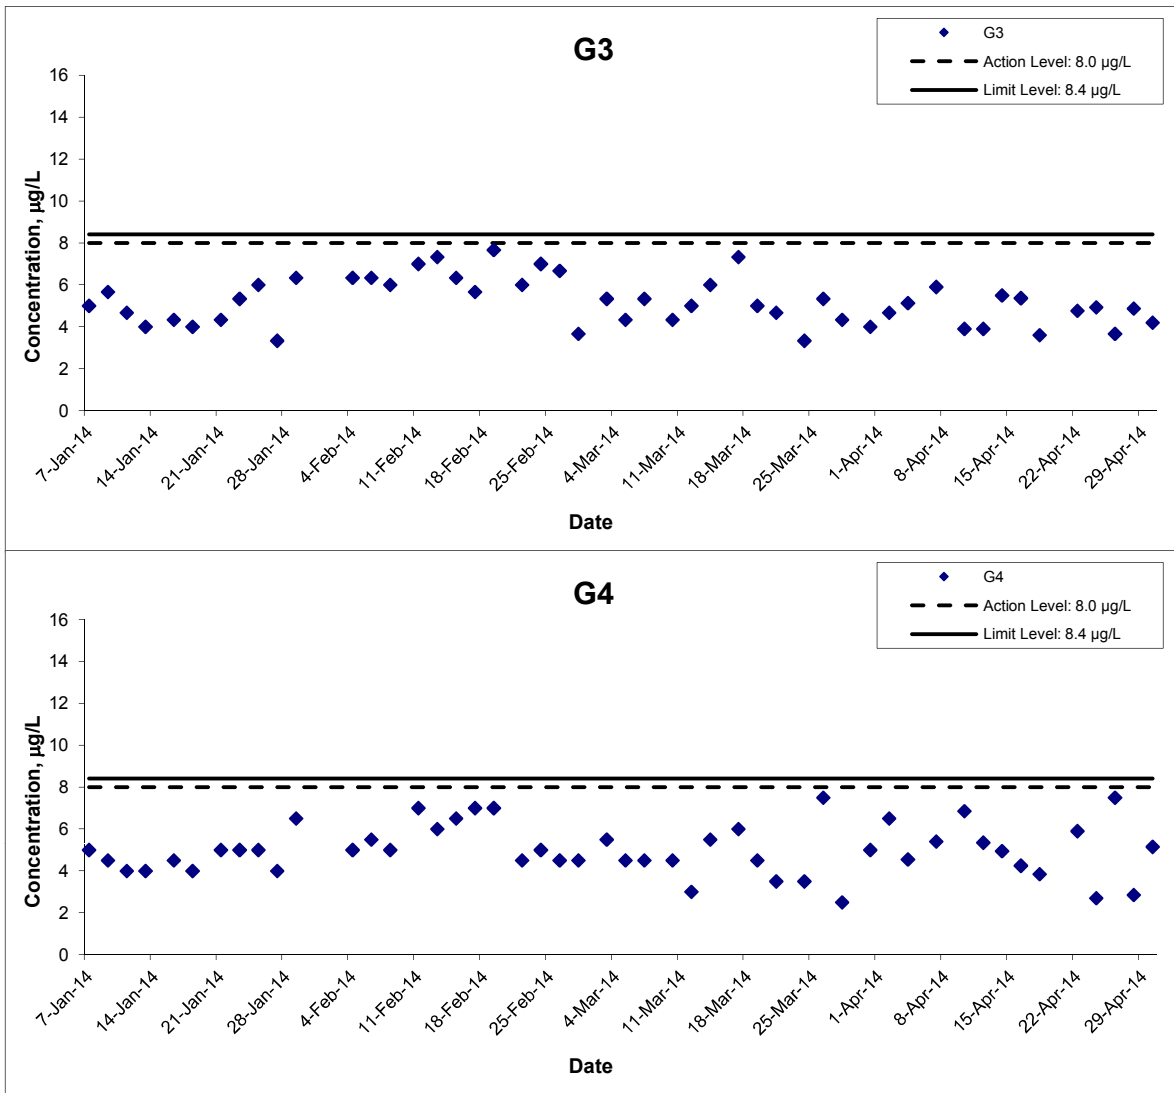 G3
G3
Action Level: 8.0 µg/L
Limit Level: 8.4 µg/L
Concentration, µg/L
16
14
12
10
8
6
4
2
0
7-Jan-14
14-Jan-14
21-Jan-14
28-Jan-14
4-Feb-14
11-Feb-14
18-Feb-14
25-Feb-14
4-Mar-14
11-Mar-14
18-Mar-14
25-Mar-14
1-Apr-14
8-Apr-14
15-Apr-14
22-Apr-14
29-Apr-14
Date
G4
G4
Action Level: 8.0 µg/L
Limit Level: 8.4 µg/L
Concentration, µg/L
16
14
12
10
8
6
4
2
0
7-Jan-14
14-Jan-14
21-Jan-14
28-Jan-14
4-Feb-14
11-Feb-14
18-Feb-14
25-Feb-14
4-Mar-14
11-Mar-14
18-Mar-14
25-Mar-14
1-Apr-14
8-Apr-14
15-Apr-14
22-Apr-14
29-Apr-14
Date